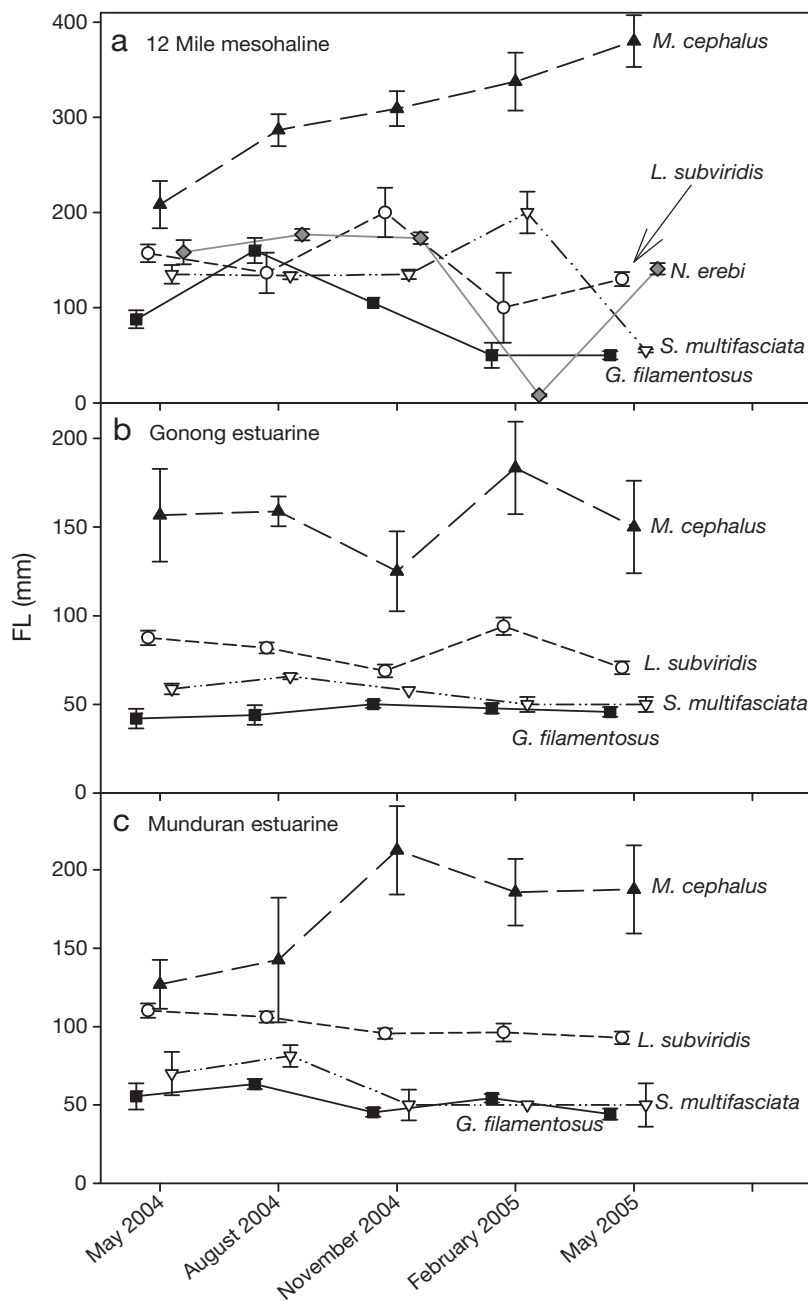 a 12 Mile mesohaline
400
300
200
100
0
M. cephalus
L. subviridis
N. erebi
S. multifasciata
G. filamentosus
b Gonong estuarine
200
150
100
50
0
M. cephalus
L. subviridis
S. multifasciata
G. filamentosus
FL (mm)
c Munduran estuarine
200
150
100
50
0
M. cephalus
L. subviridis
S. multifasciata
G. filamentosus
May 2004
August 2004
November 2004
February 2005
May 2005